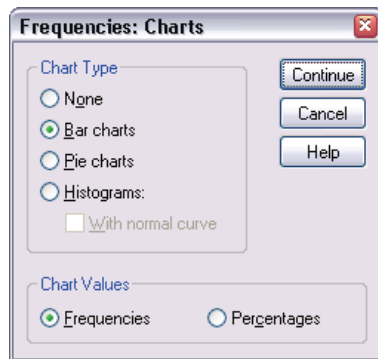 Frequencies: Charts
Chart Type
None
Bar charts
Pie charts
Histograms:
With normal curve
Continue
Cancel
Help
Chart Values
Frequencies
Percentages